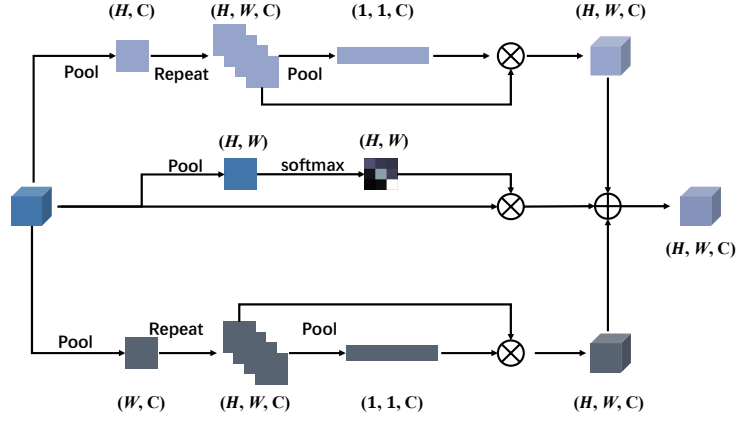 (H, C) (H, W, C) (1, 1, C) (H, W, C)
Pool Repeat Pool
(H, W) (H, W)
Pool softmax
(H, W, C)
Pool Repeat Pool
(W, C) (H, W, C) (1, 1, C) (H, W, C)